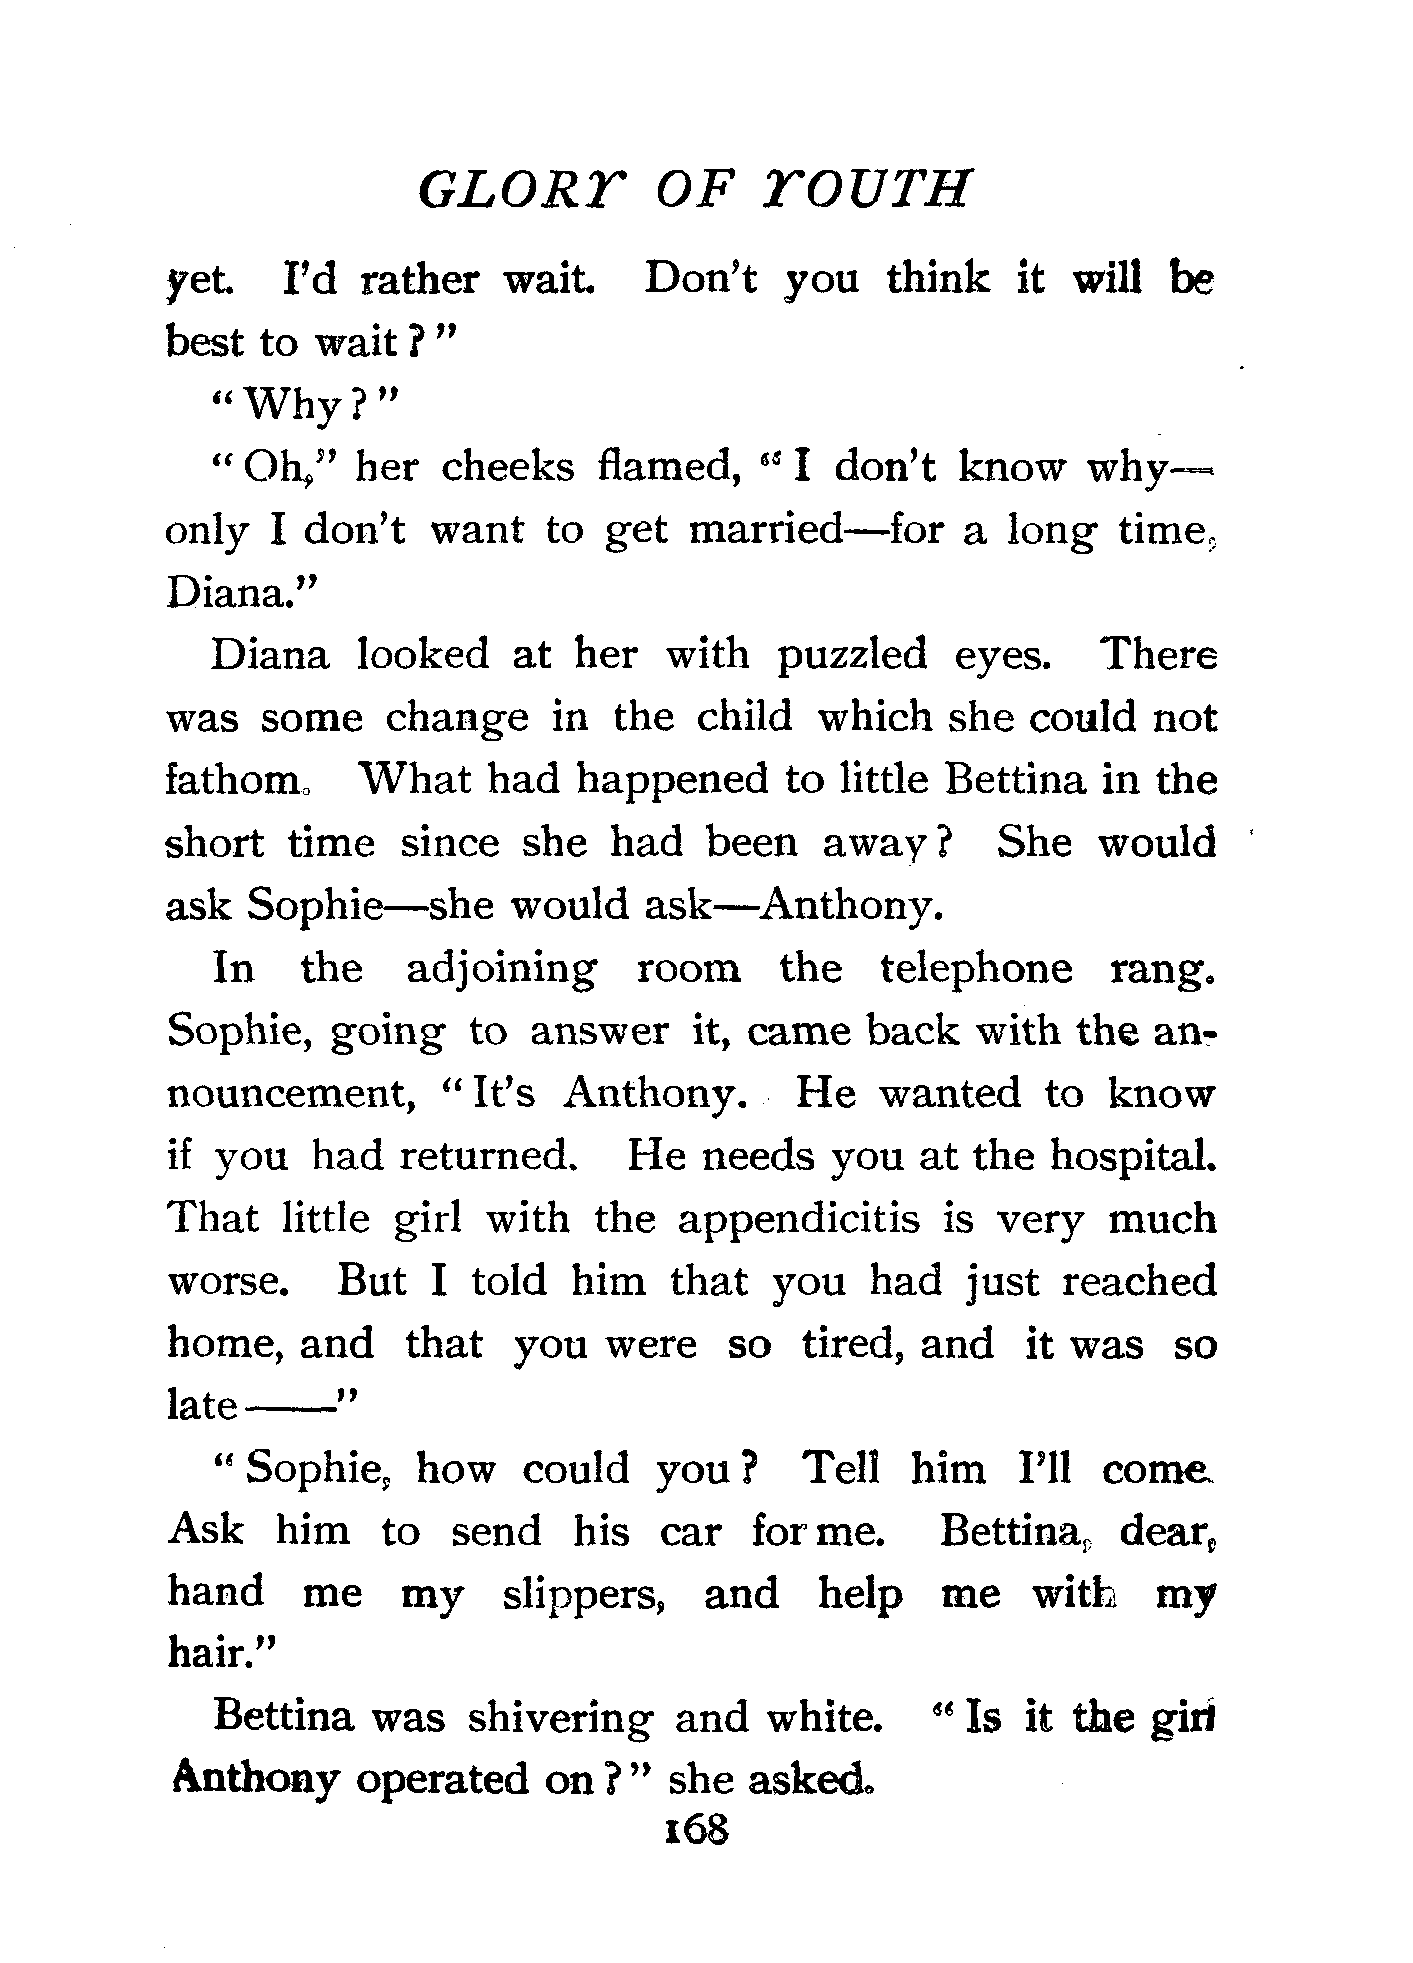 GLORY OF YOUTH
yet. I'd rather wait. Don't you think it will be
best to wait?"
"Why?"
"Oh," her cheeks flamed, "I don't know why—
only I don't want to get married—for a long time,
Diana."
Diana looked at her with puzzled eyes. There
was some change in the child which she could not
fathom. What had happened to little Bettina in the
short time since she had been away? She would
ask Sophie—she would ask—Anthony.
In the adjoining room the telephone rang.
Sophie, going to answer it, came back with the an-
nouncement, "It's Anthony. He wanted to know
if you had returned. He needs you at the hospital.
That little girl with the appendicitis is very much
worse. But I told him that you had just reached
home, and that you were so tired, and it was so
late——"
"Sophie, how could you? Tell him I'll come.
Ask him to send his car for me. Bettina, dear,
hand me my slippers, and help me with my
hair."
Bettina was shivering and white. "Is it the girl
Anthony operated on?" she asked.
168